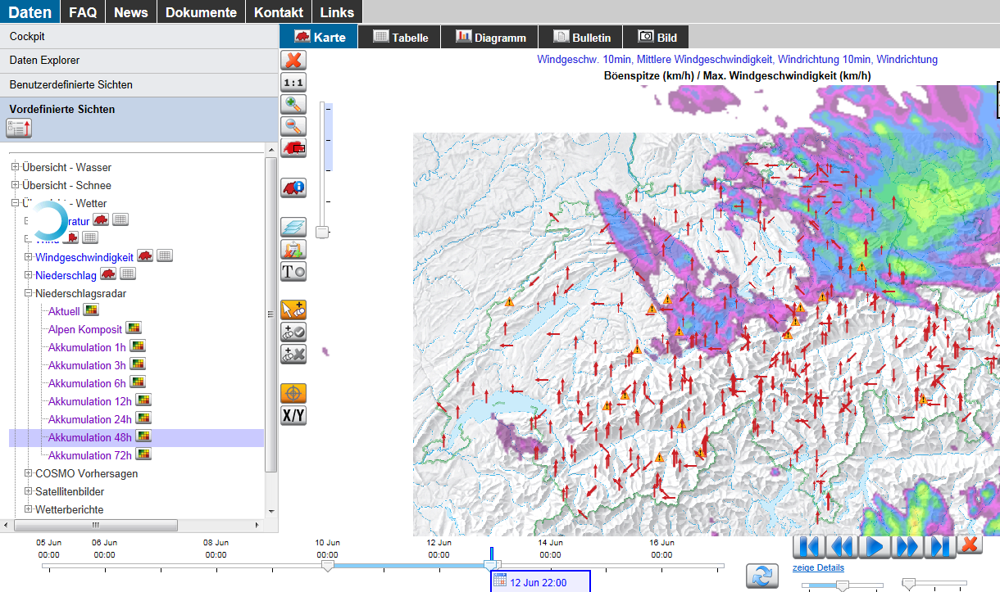 Daten FAQ News Dokumente Kontakt Links
Cockpit
Daten Explorer
Benutzerdefinierte Sichten
Vordefinierte Sichten
Übersicht - Wasser
Übersicht - Schnee
- Wetter
ratur
Windgeschwindigkeit
Niederschlag
Niederschlagsradar
Aktuell
Alpen Komposit
Akkumulation 1h
Akkumulation 3h
Akkumulation 6h
Akkumulation 12h
Akkumulation 24h
Akkumulation 48h
Akkumulation 72h
COSMO Vorhersagen
Satellitenbilder
Wetterberichte
Karte Tabelle Diagramm Bulletin Bild
1:1
T
X/Y
Windgeschw. 10min, Mittlere Windgeschwindigkeit, Windrichtung 10min, Windrichtung
Böenspitze (km/h) / Max. Windgeschwindigkeit (km/h)
05 Jun 06 Jun 08 Jun 10 Jun 12 Jun 14 Jun 16 Jun
00:00 00:00 00:00 00:00 00:00 00:00 00:00
12 Jun 22:00
zeige Details